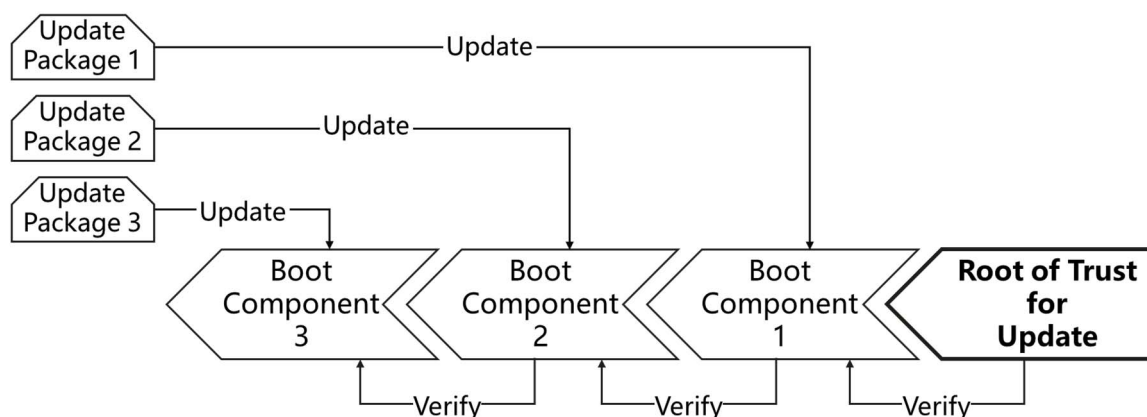 Update
Package 1
Update
Update
Package 2
Update
Update
Package 3
Update
Boot
Component
3
Boot
Component
2
Boot
Component
1
Root of Trust
for
Update
Verify
Verify
Verify